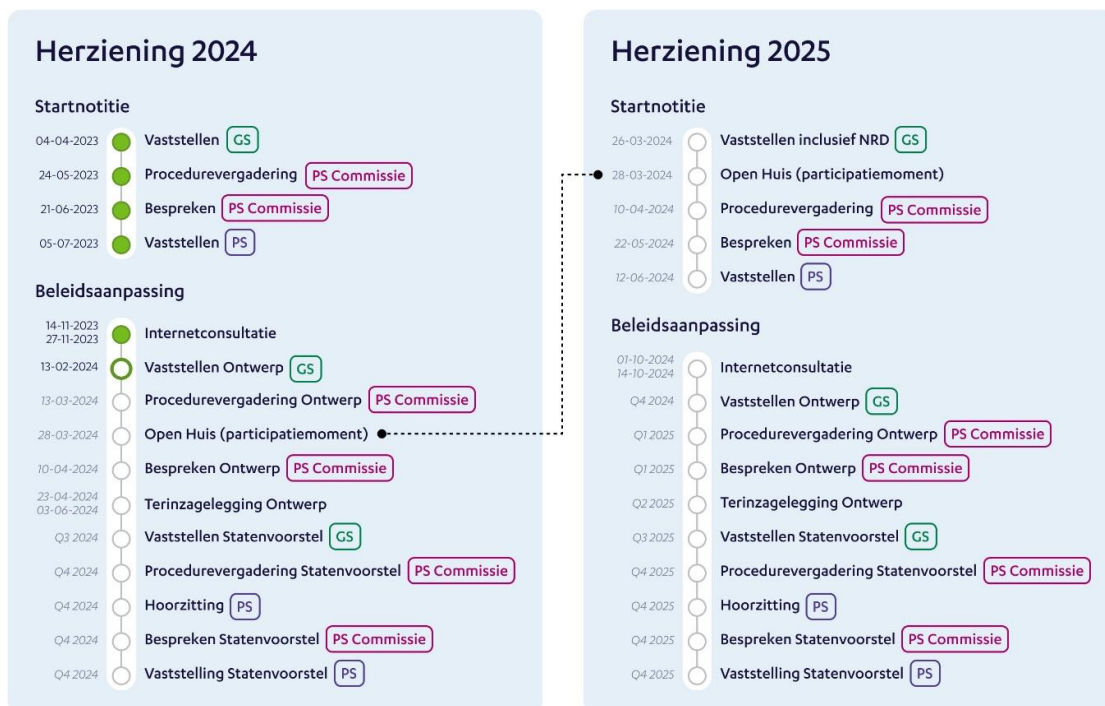 Herziening 2024
Startnotitie
04-04-2023 Vaststellen GS
24-05-2023 Procedurevergadering PS Commissie
21-06-2023 Bespreken PS Commissie
05-07-2023 Vaststellen PS
Beleidsaanpassing
14-11-2023
27-11-2023 Internetconsultatie
13-02-2024 Vaststellen Ontwerp GS
13-03-2024 Procedurevergadering Ontwerp PS Commissie
28-03-2024 Open Huis (participatiemoment)
10-04-2024 Bespreken Ontwerp PS Commissie
23-04-2024
03-06-2024 Terinzagelegging Ontwerp
Q3 2024 Vaststellen Statenvoorstel GS
Q4 2024 Procedurevergadering Statenvoorstel PS Commissie
Q4 2024 Hoorzitting PS
Q4 2024 Bespreken Statenvoorstel PS Commissie
Q4 2024 Vaststelling Statenvoorstel PS
Herziening 2025
Startnotitie
26-03-2024 Vaststellen inclusief NRD GS
28-03-2024 Open Huis (participatiemoment)
10-04-2024 Procedurevergadering PS Commissie
22-05-2024 Bespreken PS Commissie
12-06-2024 Vaststellen PS
Beleidsaanpassing
01-10-2024
14-10-2024 Internetconsultatie
Q4 2024 Vaststellen Ontwerp GS
Q1 2025 Procedurevergadering Ontwerp PS Commissie
Q1 2025 Bespreken Ontwerp PS Commissie
Q2 2025 Terinzagelegging Ontwerp
Q3 2025 Vaststellen Statenvoorstel GS
Q4 2025 Procedurevergadering Statenvoorstel PS Commissie
Q4 2025 Hoorzitting PS
Q4 2025 Bespreken Statenvoorstel PS Commissie
Q4 2025 Vaststelling Statenvoorstel PS